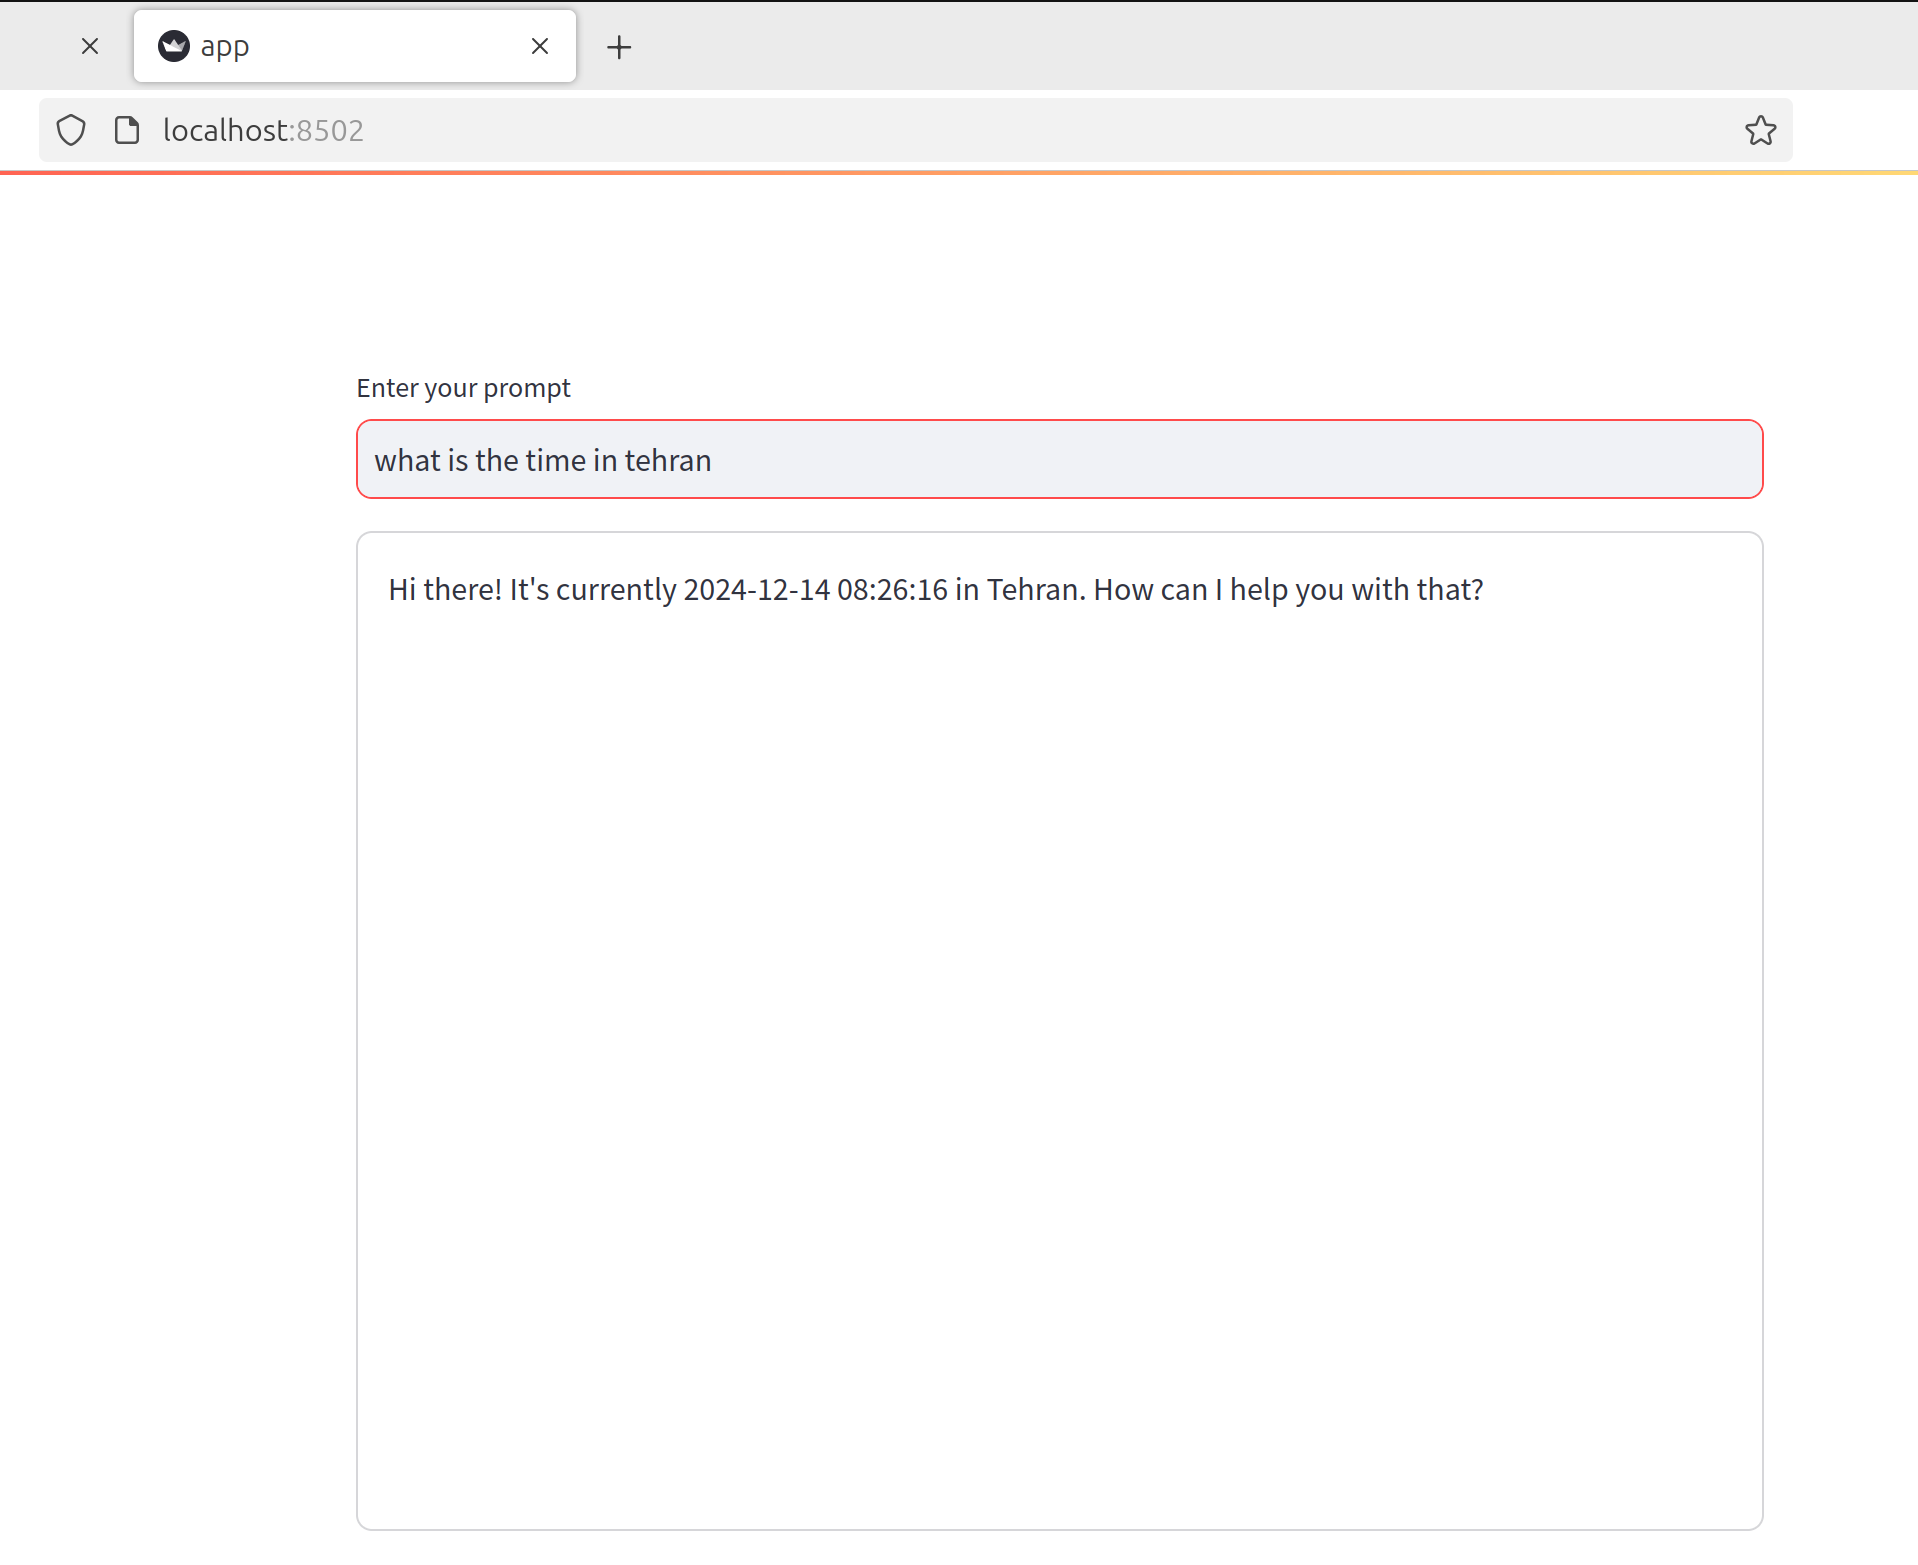 app
localhost:8502
Enter your prompt
what is the time in tehran
Hi there! It's currently 2024-12-14 08:26:16 in Tehran. How can I help you with that?